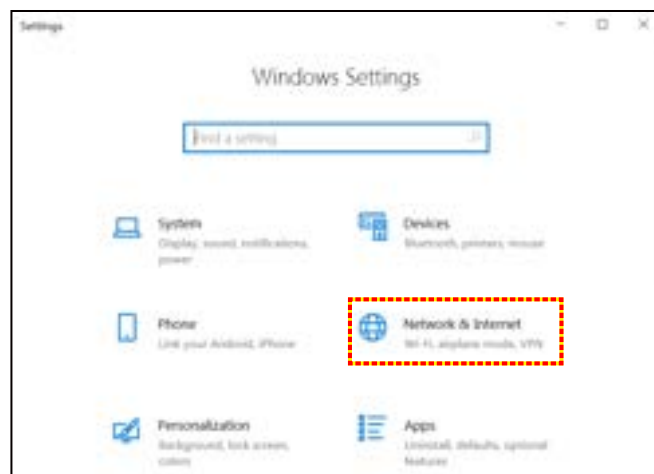 Settings
Windows Settings
Find a setting
System
Display, sound, notifications,
power
Devices
Bluetooth, printers, mouse
Phone
Link your Android, iPhone
Network & Internet
Wi-Fi, airplane mode, VPN
Personalization
Background, lock screen,
colors
Apps
Uninstall, defaults, optional
features